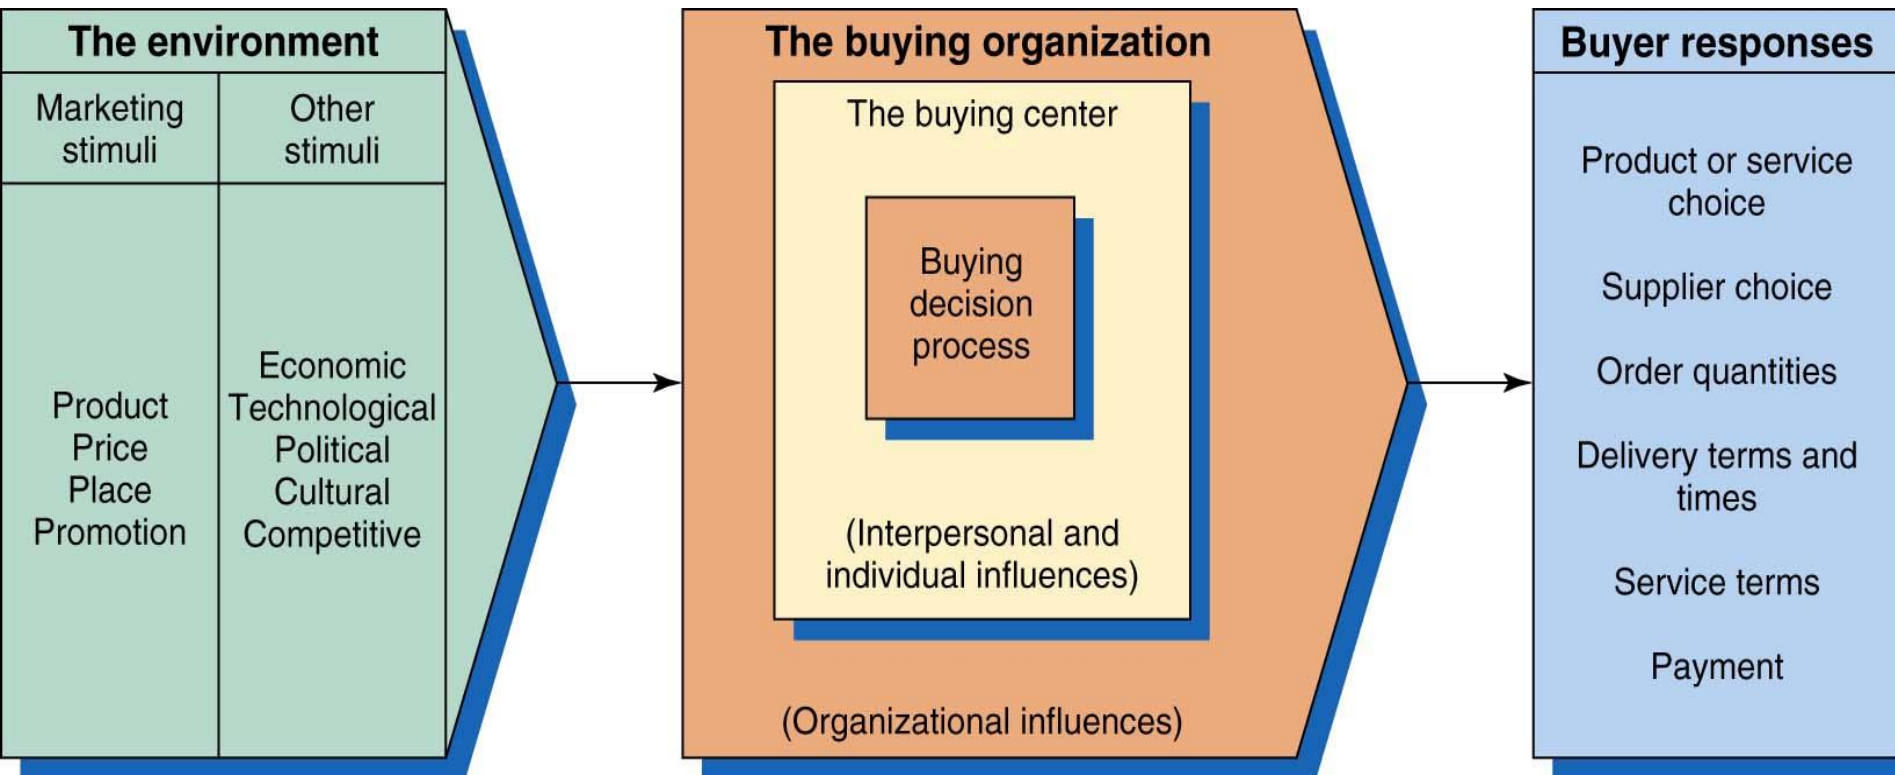 The environment
Marketing
stimuli
Other
stimuli
Product
Price
Place
Promotion
Economic
Technological
Political
Cultural
Competitive
The buying organization
The buying center
Buying
decision
process
(Interpersonal and
individual influences)
(Organizational influences)
Buyer responses
Product or service
choice
Supplier choice
Order quantities
Delivery terms and
times
Service terms
Payment